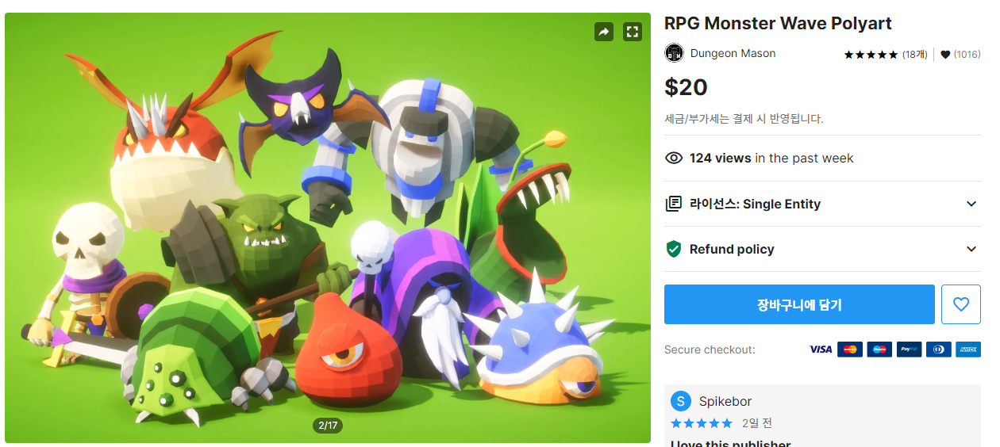 RPG Monster Wave Polyart
Dungeon Mason
(18개)
(1016)
$20
세금/부가세는 결제 시 반영됩니다.
124 views in the past week
라이선스: Single Entity
Refund policy
장바구니에 담기
Secure checkout:
VISA
PayPal
AMEX
S
Spikebor
2일 전
I love this publisher
2/17